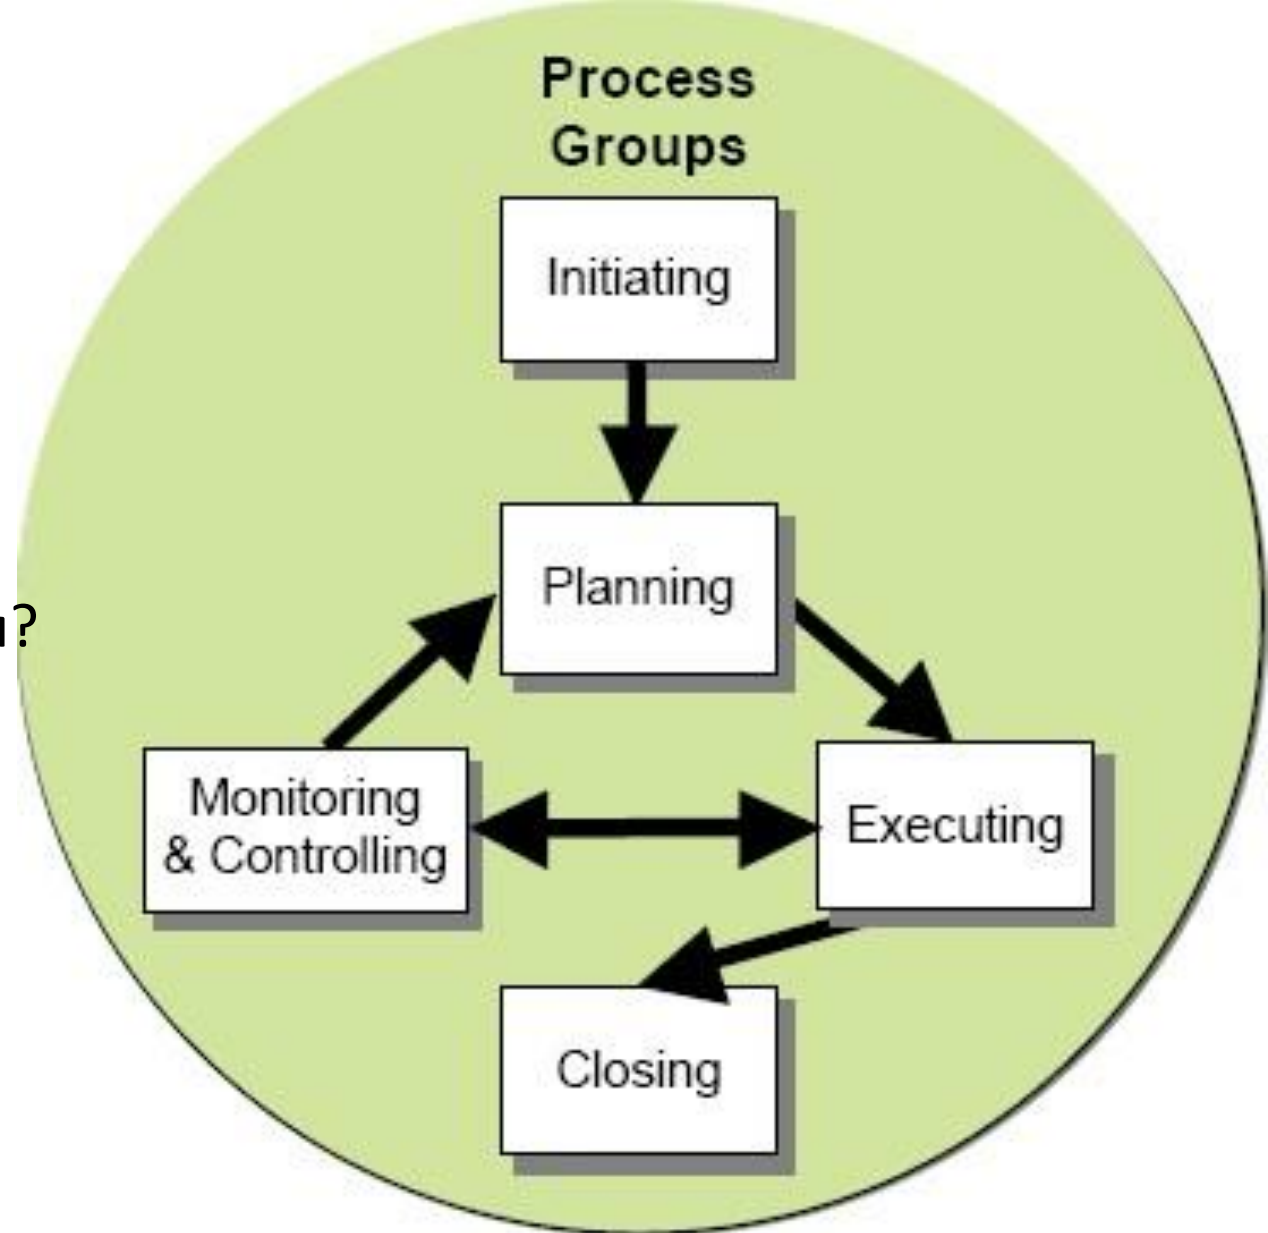 Process
Groups
Initiating
Planning
?
Monitoring
& Controlling
Executing
Closing